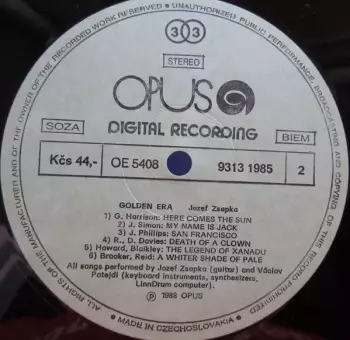 ALL RIGHTS OF THE MANUFACTURER AND OF THE OWNER OF THE RECORDED WORK RESERVED • UNAUTHORIZED PUBLIC PERFORMANCE, BROADCASTING AND COPYING OF THIS RECORD PROHIBITED
33
STEREO
OPUS
SOZA
DIGITAL RECORDING
BIEM
Kčs 44,-
OE 5408
9313 1985
2
GOLDEN ERA Jozef Zsapka
1) G. Harrison: HERE COMES THE SUN
2) J. Simon: MY NAME IS JACK
3) J. Phillips: SAN FRANCISCO
4) R., D. Davies: DEATH OF A CLOWN
5) Howard, Blaikley: THE LEGEND OF XANADU
6) Brooker, Reid: A WHITER SHADE OF PALE
All songs performed by Jozef Zsapka (guitar) and Václav
Patejdl (keyboard instruments, synthesizers,
LinnDrum computer).
Ⓟ 1988 OPUS
• MADE IN CZECHOSLOVAKIA •